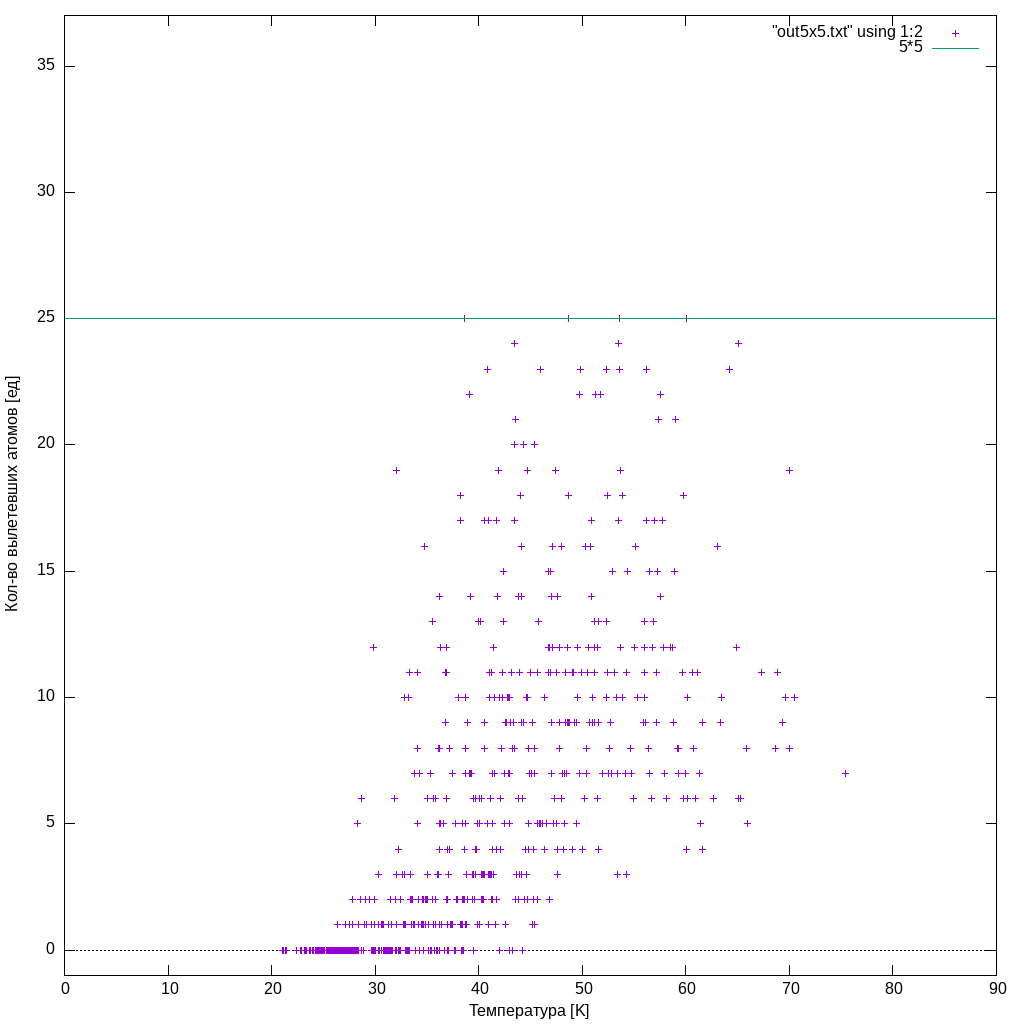 "out5x5.txt" using 1:2
5*5
35
30
25
20
15
10
5
0
Кол-во вылетевших атомов [ед]
0 10 20 30 40 50 60 70 80 90
Температура [K]